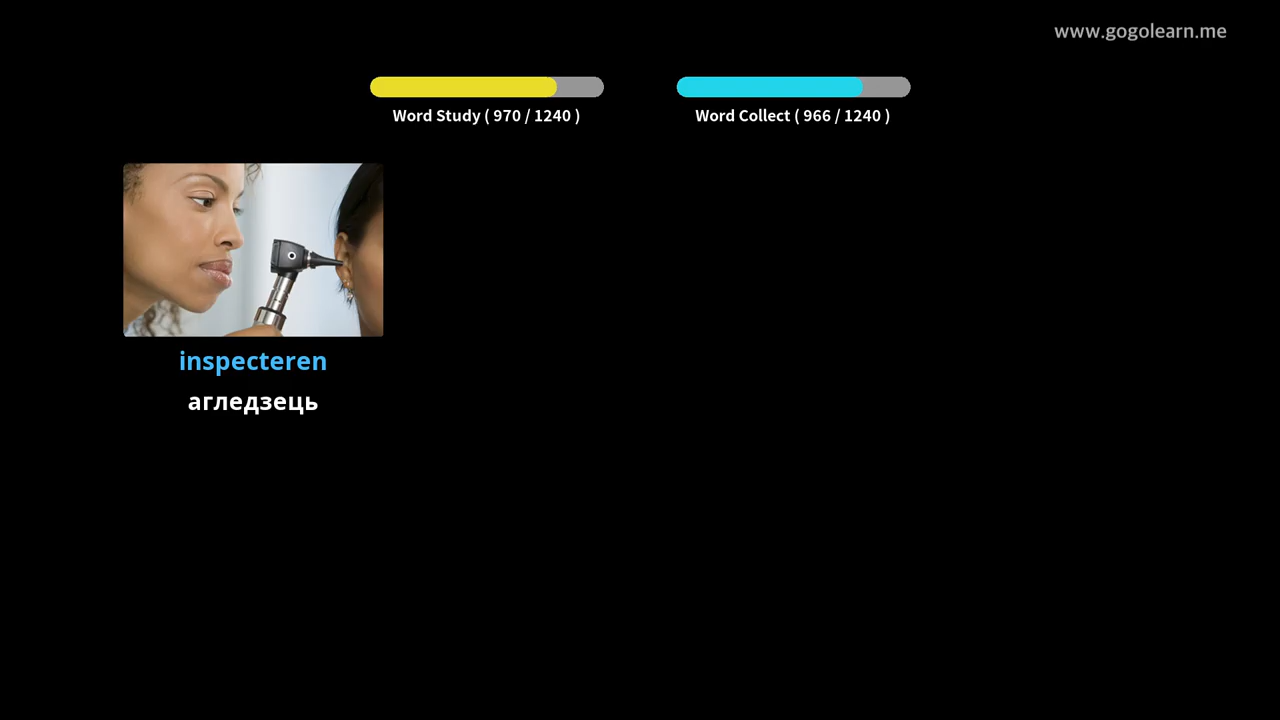 www.gogolearn.me
Word Study ( 970 / 1240 )
Word Collect ( 966 / 1240 )
inspecteren
агледзець